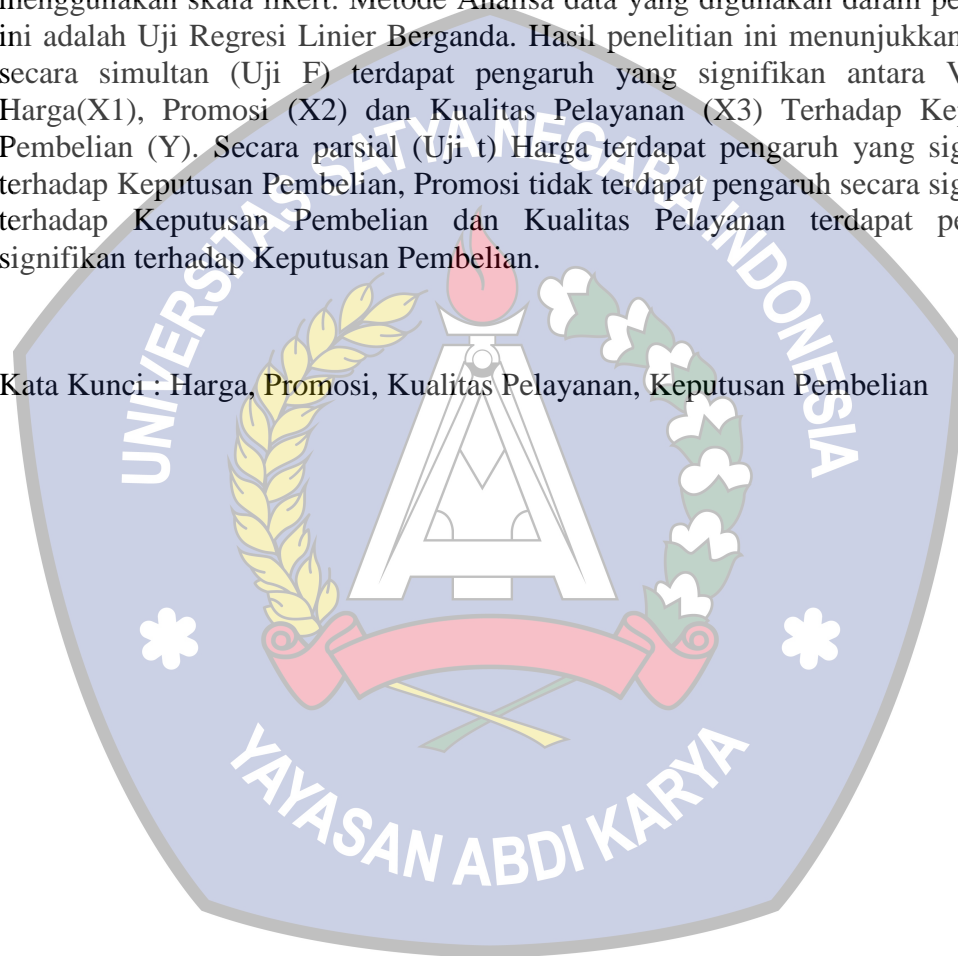 menggunakan skala likert. Metode Analisa data yang digunakan dalam pe
ini adalah Uji Regresi Linier Berganda. Hasil penelitian ini menunjukkan
secara simultan (Uji F) terdapat pengaruh yang signifikan antara V
Harga(X1), Promosi (X2) dan Kualitas Pelayanan (X3) Terhadap Kep
Pembelian (Y). Secara parsial (Uji t) Harga terdapat pengaruh yang sig
terhadap Keputusan Pembelian, Promosi tidak terdapat pengaruh secara sig
terhadap Keputusan Pembelian dan Kualitas Pelayanan terdapat pe
signifikan terhadap Keputusan Pembelian.
Kata Kunci : Harga, Promosi, Kualitas Pelayanan, Keputusan Pembelian
UNIVERSITAS SATYA NEGARA INDONESIA
YAYASAN ABDI KARYA